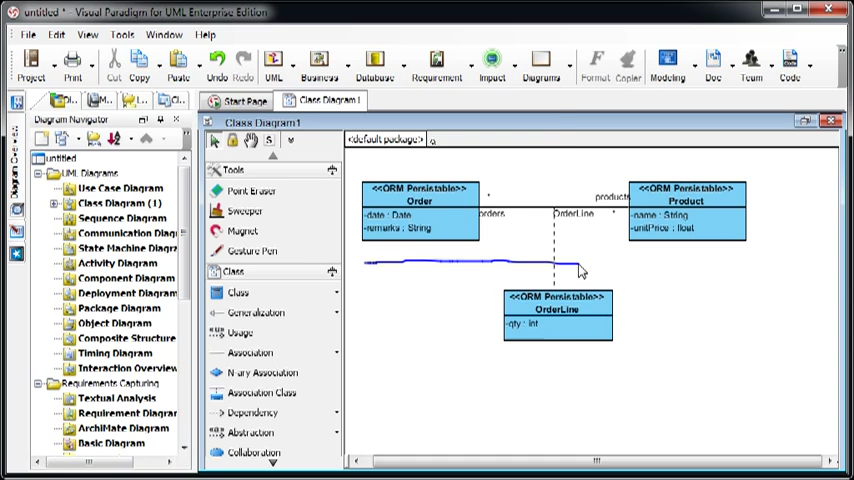 untitled * - Visual Paradigm for UML Enterprise Edition
File Edit View Tools Window Help
Project Print Cut Copy Paste Undo Redo UML Business Database Requirement Impact Diagrams Format Copier Modeling Doc Team Code
Start Page Class Diagram1
Diagram Navigator
Diagram Overview
Class Diagram1
<default package>
untitled
UML Diagrams
Use Case Diagram
Class Diagram (1)
Sequence Diagram
Communication Diagra
State Machine Diagra
Activity Diagram
Component Diagram
Deployment Diagram
Package Diagram
Object Diagram
Composite Structure
Timing Diagram
Interaction Overview
Requirements Capturing
Textual Analysis
Requirement Diagram
ArchiMate Diagram
Basic Diagram
S
Tools
Point Eraser
Sweeper
Magnet
Gesture Pen
Class
Class
Generalization
Usage
Association
N-ary Association
Association Class
Dependency
Abstraction
Collaboration
<<ORM Persistable>>
Order
-date : Date
-remarks : String
*
orders
OrderLine
products
*
<<ORM Persistable>>
Product
-name : String
-unitPrice : float
<<ORM Persistable>>
OrderLine
-qty : int